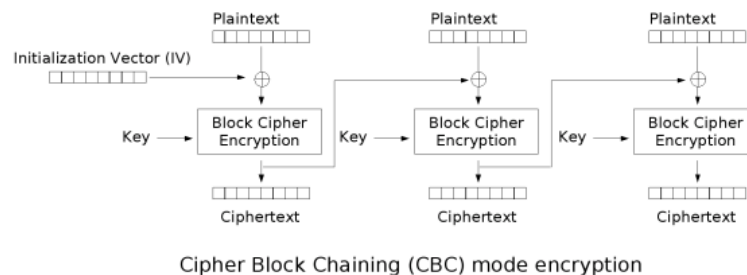 Plaintext
Plaintext
Plaintext
Initialization Vector (IV)
Key
Block Cipher
Encryption
Key
Block Cipher
Encryption
Key
Block Cipher
Encryption
Ciphertext
Ciphertext
Ciphertext
Cipher Block Chaining (CBC) mode encryption